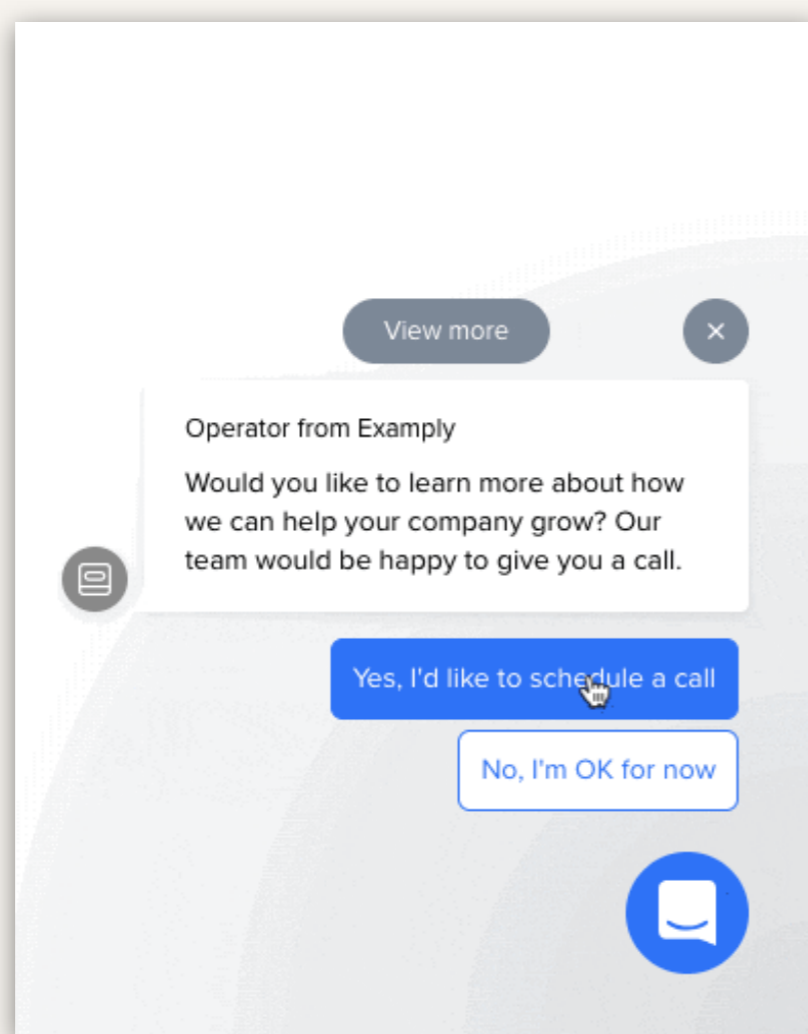 View more
Operator from Examply
Would you like to learn more about how
we can help your company grow? Our
team would be happy to give you a call.
Yes, I'd like to schedule a call
No, I'm OK for now